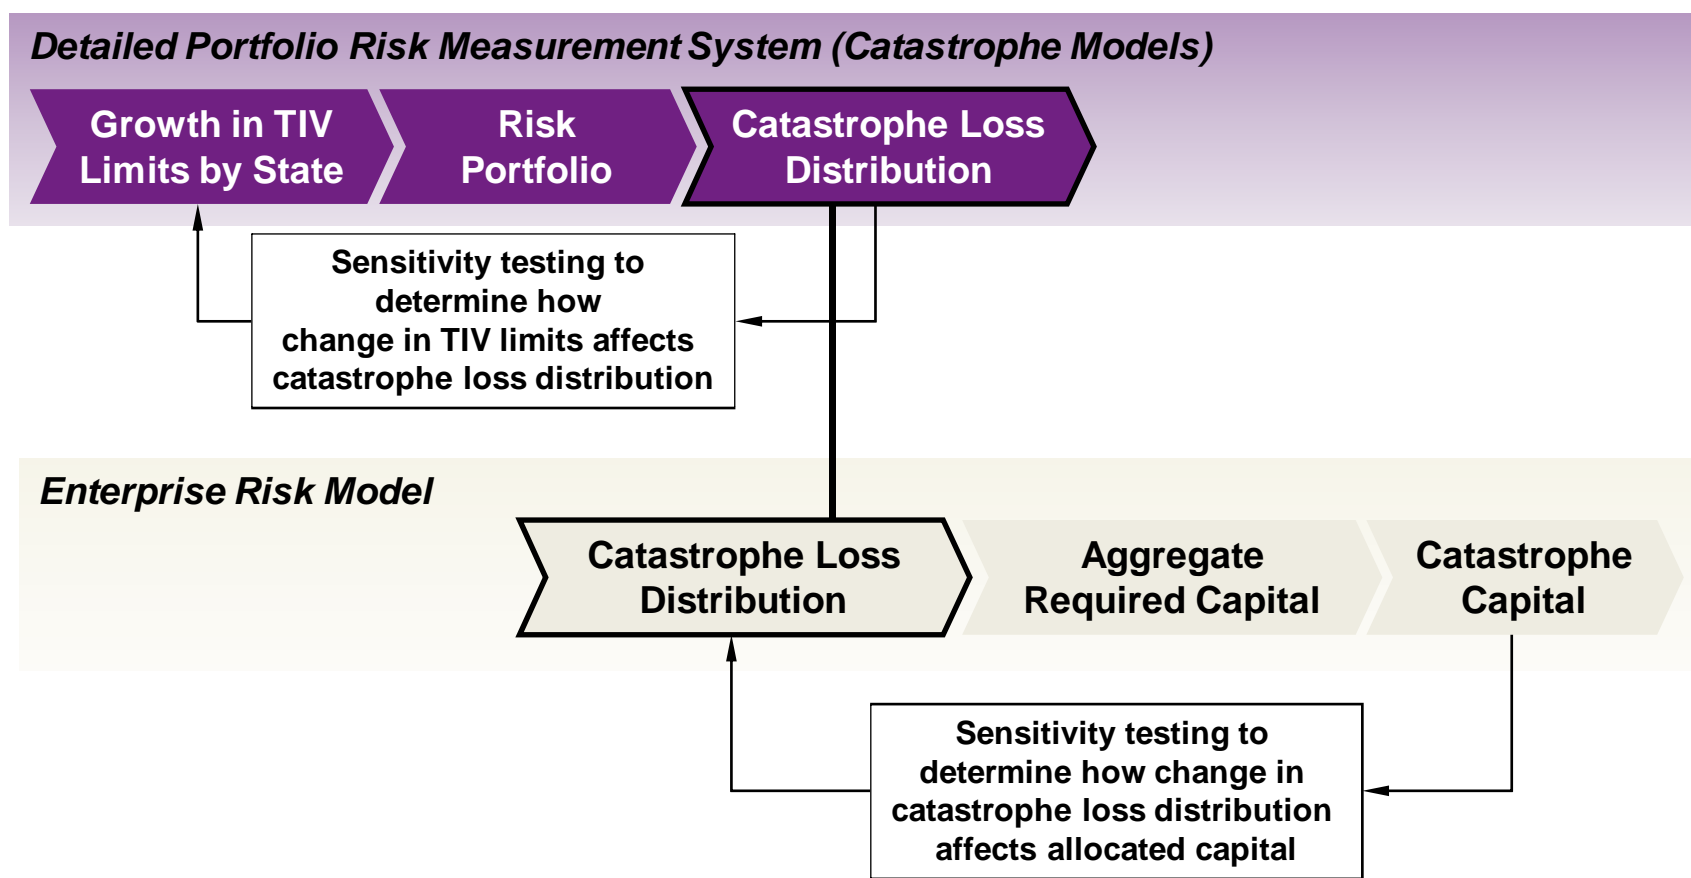 Detailed Portfolio Risk Measurement System (Catastrophe Models)
Growth in TIV
Limits by State
Risk
Portfolio
Catastrophe Loss
Distribution
Sensitivity testing to
determine how
change in TIV limits affects
catastrophe loss distribution
Enterprise Risk Model
Catastrophe Loss
Distribution
Aggregate
Required Capital
Catastrophe
Capital
Sensitivity testing to
determine how change in
catastrophe loss distribution
affects allocated capital